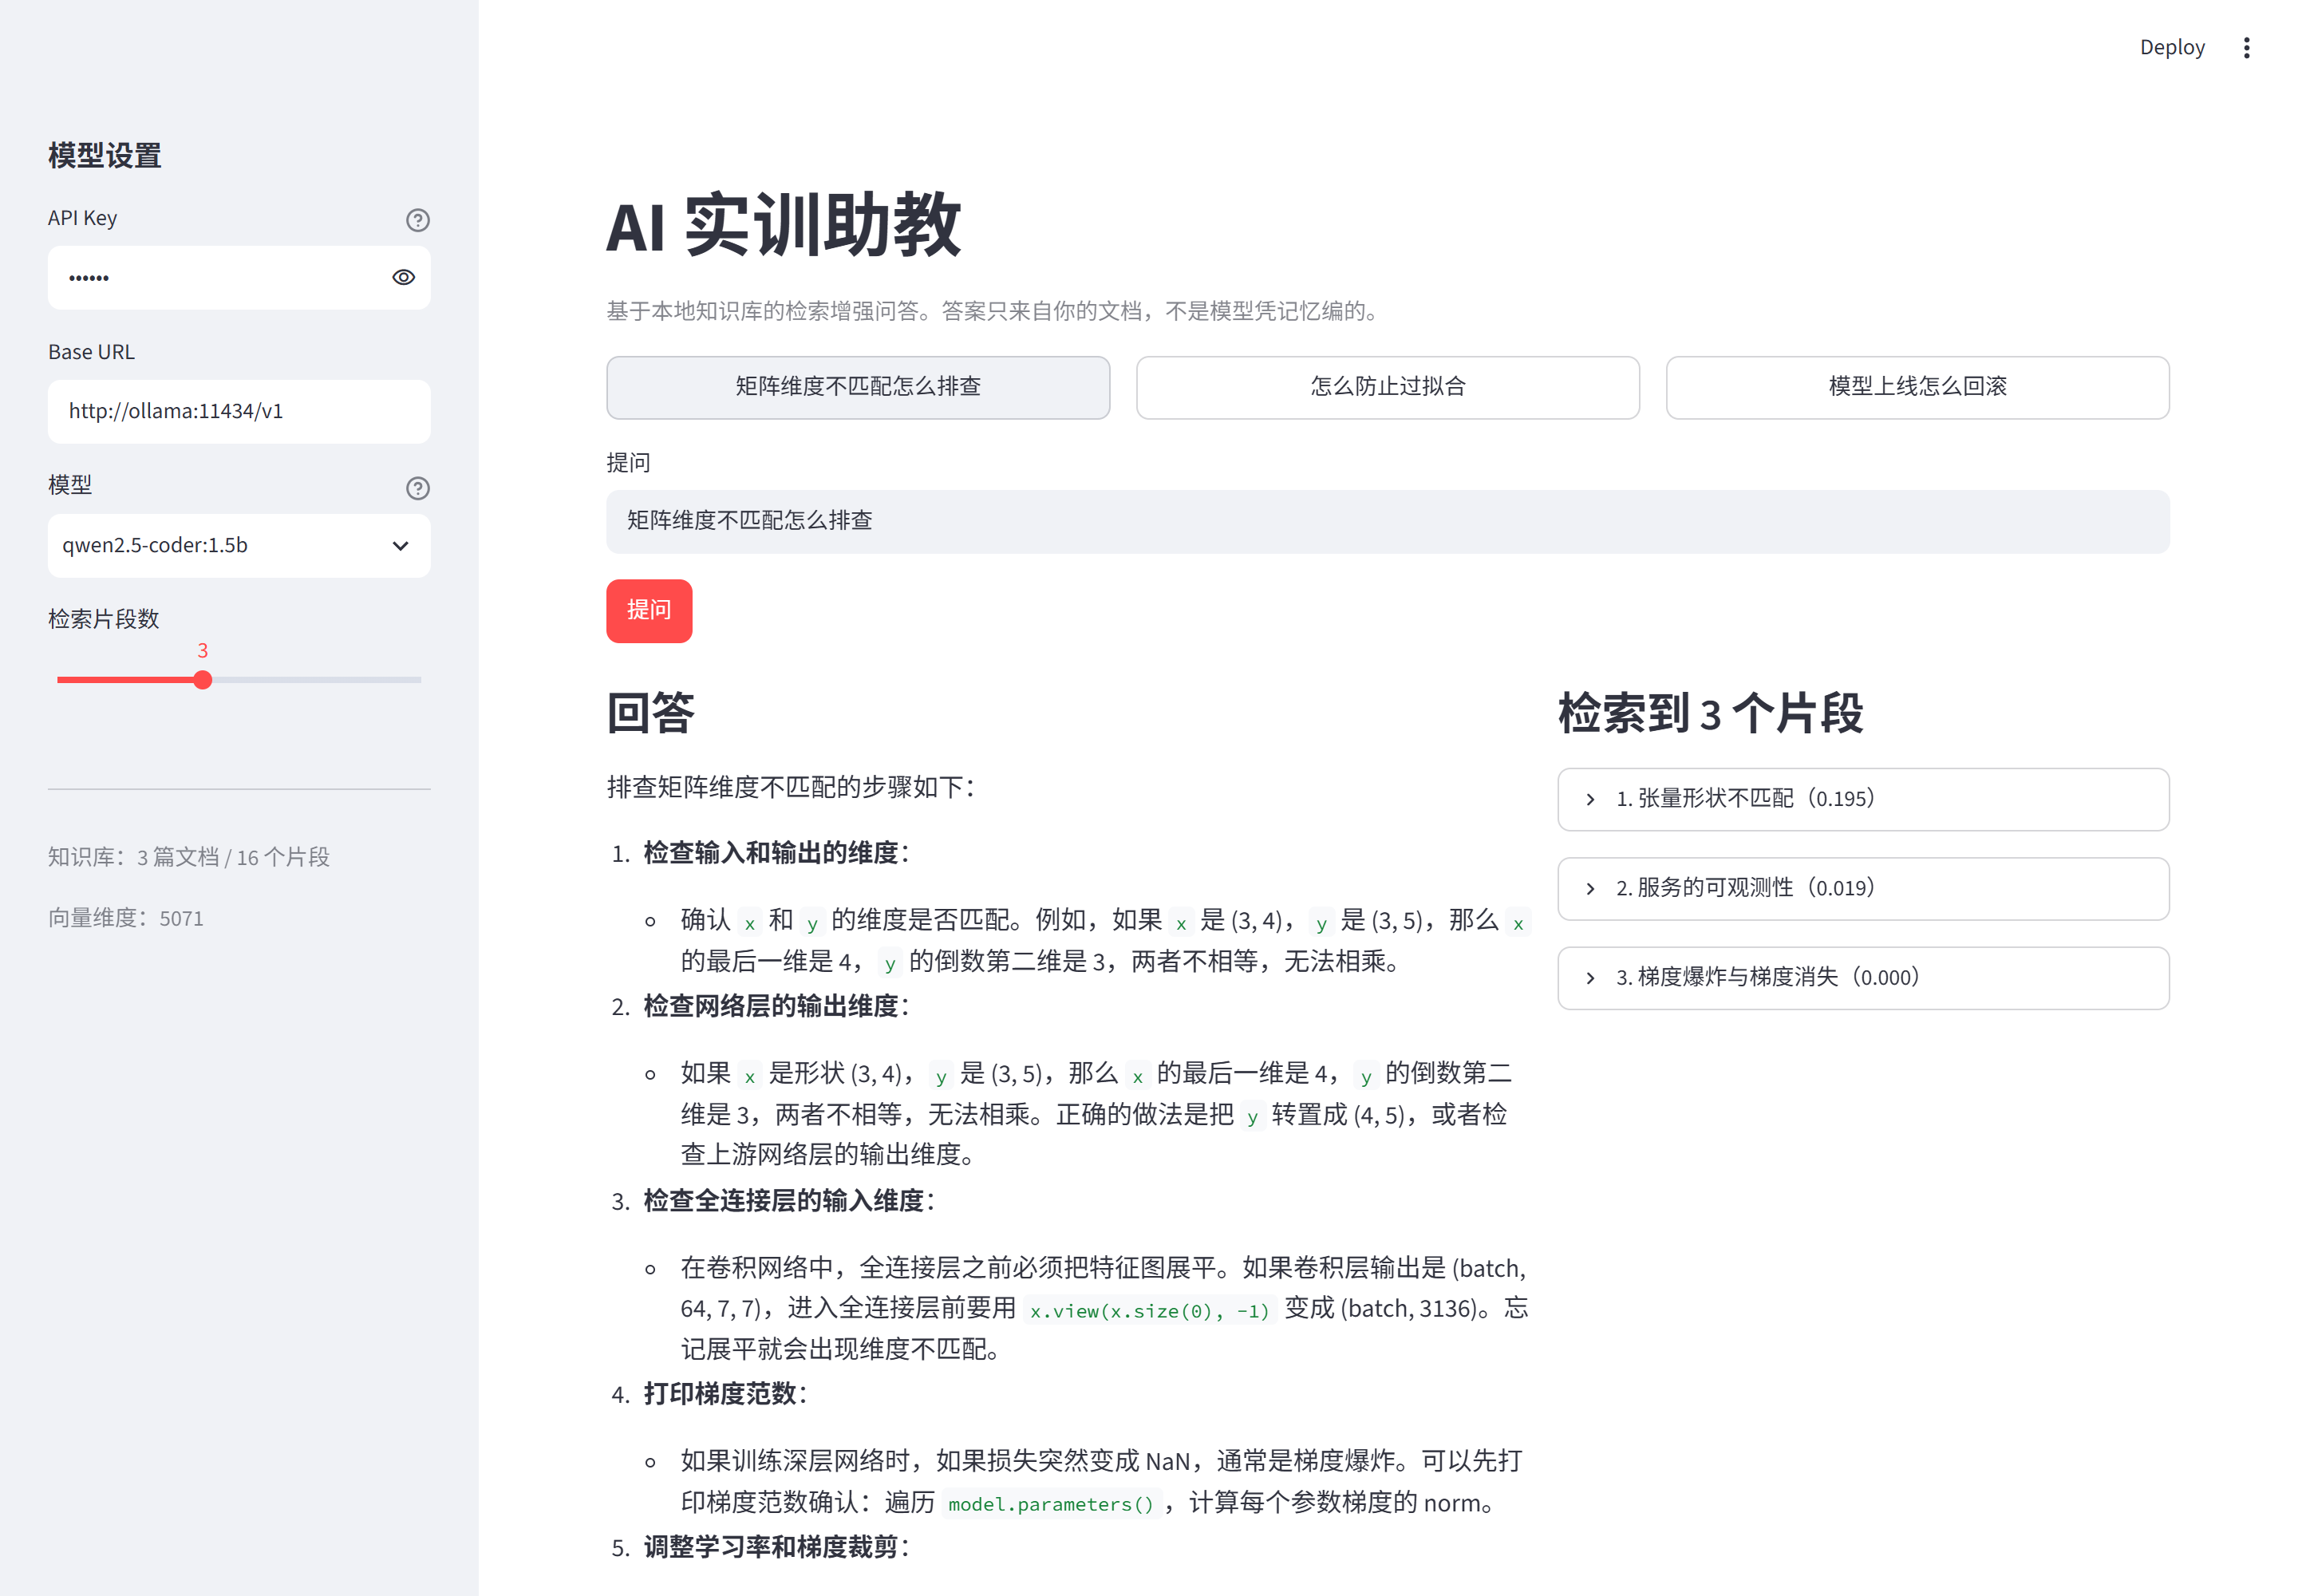 Deploy
模型设置
API Key
••••••
Base URL
http://ollama:11434/v1
模型
qwen2.5-coder:1.5b
检索片段数
3
知识库：3 篇文档 / 16 个片段
向量维度：5071
AI 实训助教
基于本地知识库的检索增强问答。答案只来自你的文档，不是模型凭记忆编的。
矩阵维度不匹配怎么排查
怎么防止过拟合
模型上线怎么回滚
提问
矩阵维度不匹配怎么排查
提问
回答
排查矩阵维度不匹配的步骤如下：
1. 检查输入和输出的维度：
确认 x 和 y 的维度是否匹配。例如，如果 x 是 (3, 4)， y 是 (3, 5)，那么 x
的最后一维是 4， y 的倒数第二维是 3，两者不相等，无法相乘。
2. 检查网络层的输出维度：
如果 x 是形状 (3, 4)， y 是 (3, 5)，那么 x 的最后一维是 4， y 的倒数第二
维是 3，两者不相等，无法相乘。正确的做法是把 y 转置成 (4, 5)，或者检
查上游网络层的输出维度。
3. 检查全连接层的输入维度：
在卷积网络中，全连接层之前必须把特征图展平。如果卷积层输出是 (batch,
64, 7, 7)，进入全连接层前要用 x.view(x.size(0), -1) 变成 (batch, 3136)。忘
记展平就会出现维度不匹配。
4. 打印梯度范数：
如果训练深层网络时，如果损失突然变成 NaN，通常是梯度爆炸。可以先打
印梯度范数确认：遍历 model.parameters() ，计算每个参数梯度的 norm。
5. 调整学习率和梯度裁剪：
检索到 3 个片段
1. 张量形状不匹配（0.195）
2. 服务的可观测性（0.019）
3. 梯度爆炸与梯度消失（0.000）